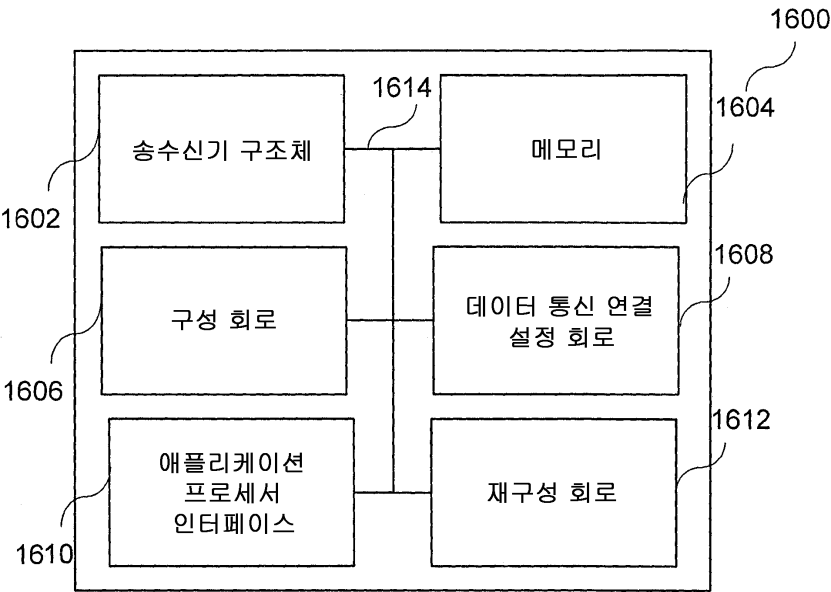 1600
1614
1604
송수신기 구조체
메모리
1602
1608
구성 회로
데이터 통신 연결
설정 회로
1606
1612
애플리케이션
프로세서
인터페이스
재구성 회로
1610